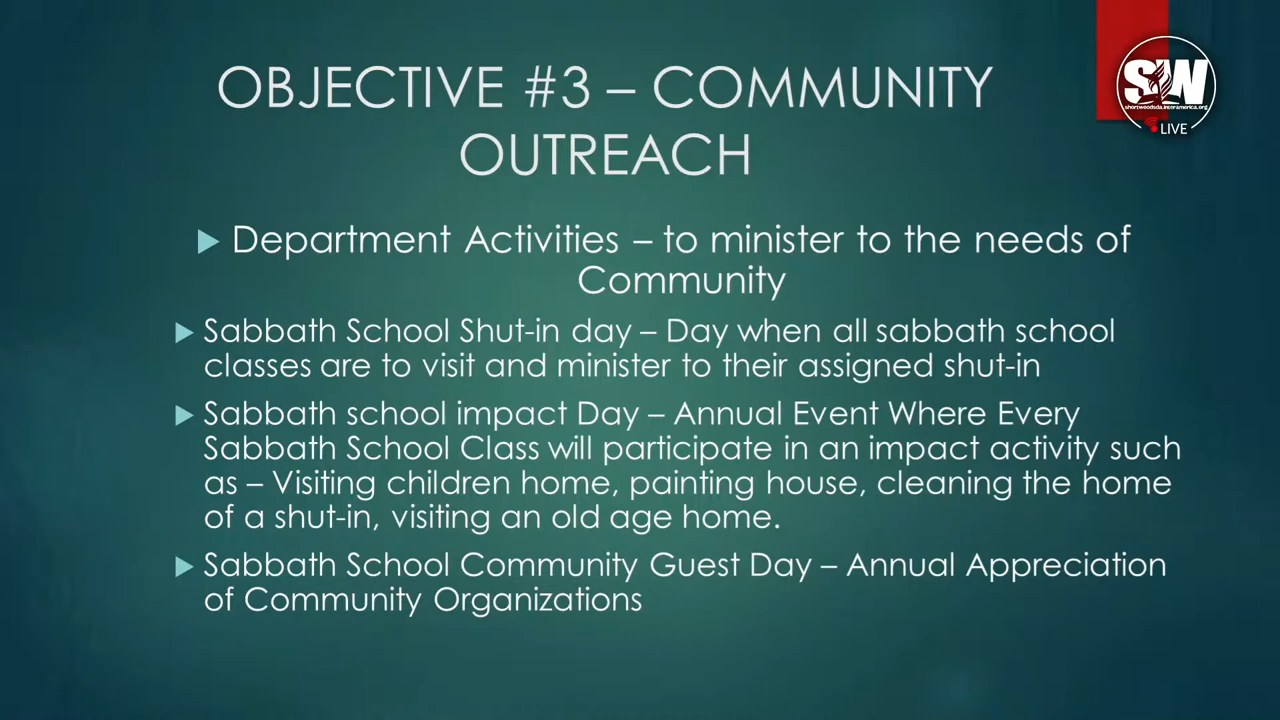 OBJECTIVE #3 – COMMUNITY
OUTREACH
SW
shortwoodsda.interamerica.org
LIVE
Department Activities – to minister to the needs of
Community
Sabbath School Shut-in day – Day when all sabbath school
classes are to visit and minister to their assigned shut-in
Sabbath school impact Day – Annual Event Where Every
Sabbath School Class will participate in an impact activity such
as – Visiting children home, painting house, cleaning the home
of a shut-in, visiting an old age home.
Sabbath School Community Guest Day – Annual Appreciation
of Community Organizations